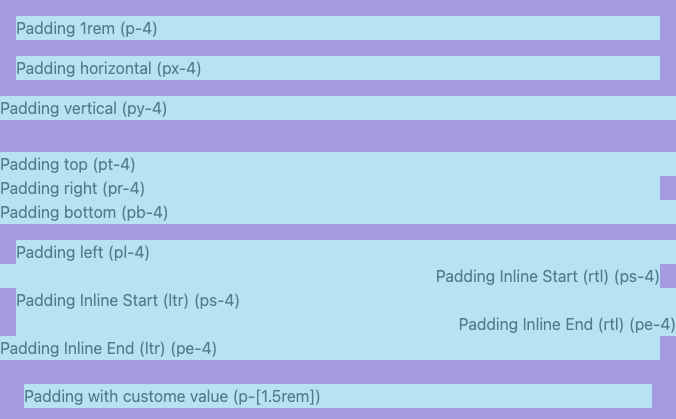 Padding 1rem (p-4)
Padding horizontal (px-4)
Padding vertical (py-4)
Padding top (pt-4)
Padding right (pr-4)
Padding bottom (pb-4)
Padding left (pl-4)
Padding Inline Start (rtl) (ps-4)
Padding Inline Start (ltr) (ps-4)
Padding Inline End (rtl) (pe-4)
Padding Inline End (ltr) (pe-4)
Padding with custome value (p-[1.5rem])